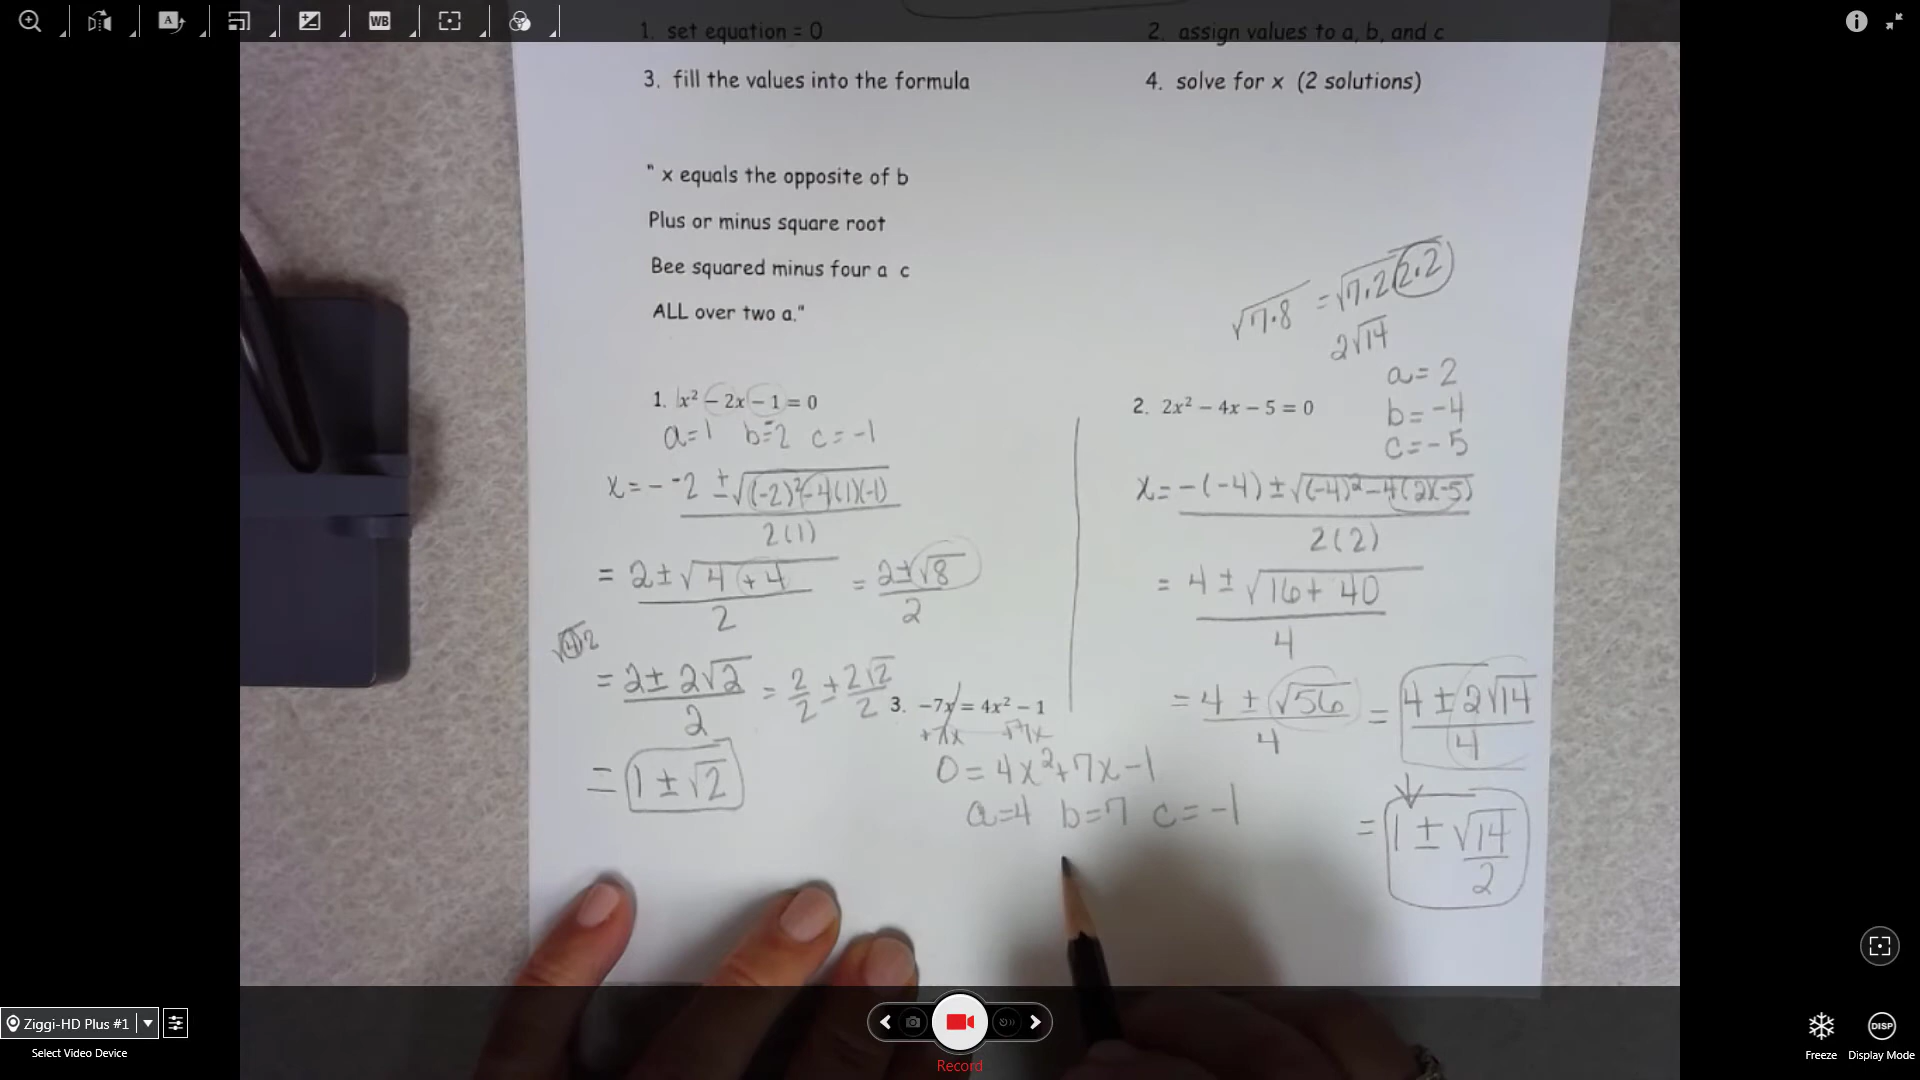 WB
1. set equation = 0
2. assign values to a, b, and c
3. fill the values into the formula
4. solve for x (2 solutions)
" x equals the opposite of b
Plus or minus square root
Bee squared minus four a c
ALL over two a."
√7·8 = √7·2·2·2
2√14
1. 1x² − 2x − 1 = 0
a=1 b=-2 c=-1
x = - -2 ± √(-2)²-4(1)(-1)
2(1)
= 2 ± √4 + 4
2
= 2±√8
2
√4·2
= 2 ± 2√2
2
= 2/2 ± 2√2/2
= 1 ± √2
2. 2x² − 4x − 5 = 0
a = 2
b = -4
c = -5
x = -(-4) ± √(-4)²-4(2)(-5)
2(2)
= 4 ± √16 + 40
4
= 4 ± √56
4
= 4 ± 2√14
4
= 1 ± √14
2
3. −7x = 4x² − 1
+7x +7x
0 = 4x²+7x-1
a=4 b=7 c=-1
Ziggi-HD Plus #1
Select Video Device
Record
Freeze
DISP
Display Mode